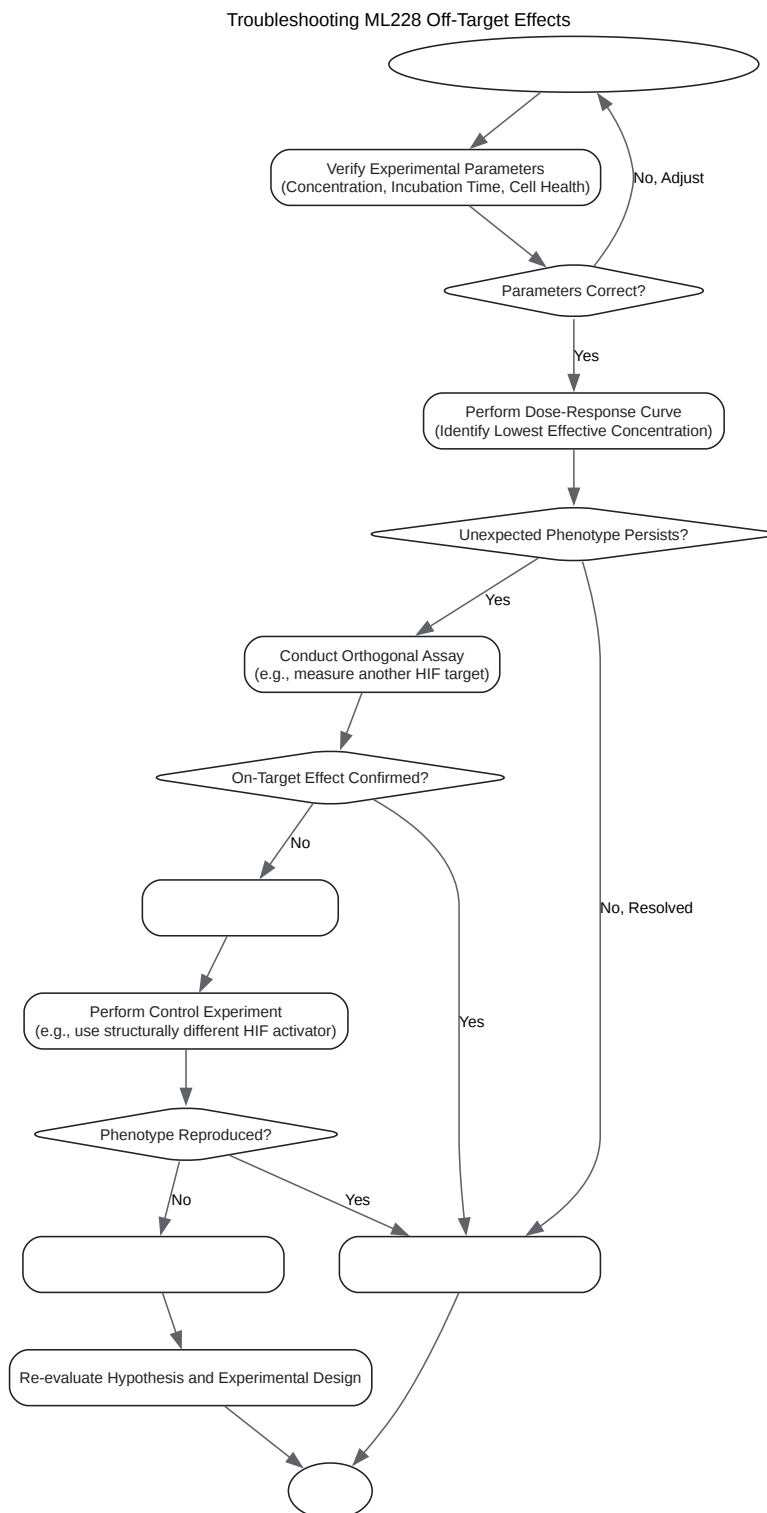 Troubleshooting ML228 Off-Target Effects
Verify Experimental Parameters
(Concentration, Incubation Time, Cell Health)
No, Adjust
Parameters Correct?
Yes
Perform Dose-Response Curve
(Identify Lowest Effective Concentration)
Unexpected Phenotype Persists?
Yes
Conduct Orthogonal Assay
(e.g., measure another HIF target)
On-Target Effect Confirmed?
No
No, Resolved
Perform Control Experiment
(e.g., use structurally different HIF activator)
Yes
Phenotype Reproduced?
No
Yes
Re-evaluate Hypothesis and Experimental Design